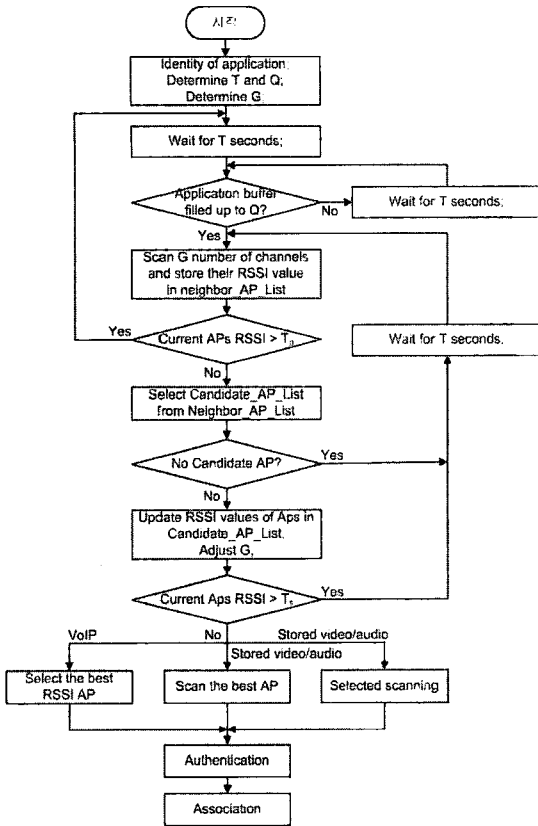 시작
Identity of application;
Determine T and Q;
Determine G;
Wait for T seconds;
Application buffer
filled up to Q?
No
Wait for T seconds;
Yes
Scan G number of channels
and store their RSSI value
in neighbor_AP_List
Yes
Current APs RSSI > Tg
Wait for T seconds.
No
Select Candidate_AP_List
from Neighbor_AP_List
No Candidate AP?
Yes
No
Update RSSI values of Aps in
Candidate_AP_List.
Adjust G,
Current Aps RSSI > Ts
Yes
VoIP
No
Stored video/audio
Stored video/audio
Select the best
RSSI AP
Scan the best AP
Selected scanning
Authentication
Association